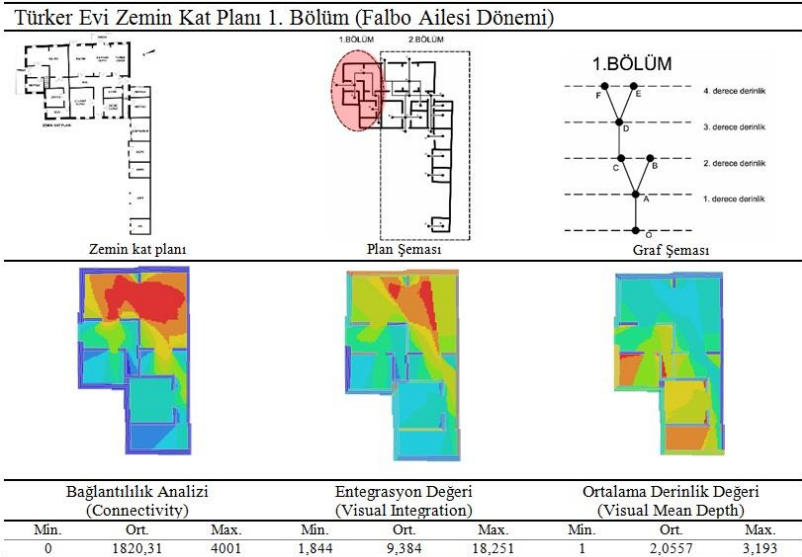 Türker Evi Zemin Kat Planı 1. Bölüm (Falbo Ailesi Dönemi)
1.BÖLÜM
2.BÖLÜM
1.BÖLÜM
F
E
4. derece derinlik
D
3. derece derinlik
C
B
2. derece derinlik
A
1. derece derinlik
ZEMİN KAT PLANI
Zemin kat planı
Plan Şeması
Graf Şeması
Bağlantılılık Analizi
(Connectivity)
Entegrasyon Değeri
(Visual Integration)
Ortalama Derinlik Değeri
(Visual Mean Depth)
Min. Ort. Max. Min. Ort. Max. Min. Ort. Max.
0 1820,31 4001 1,844 9,384 18,251 1 2,0557 3,193